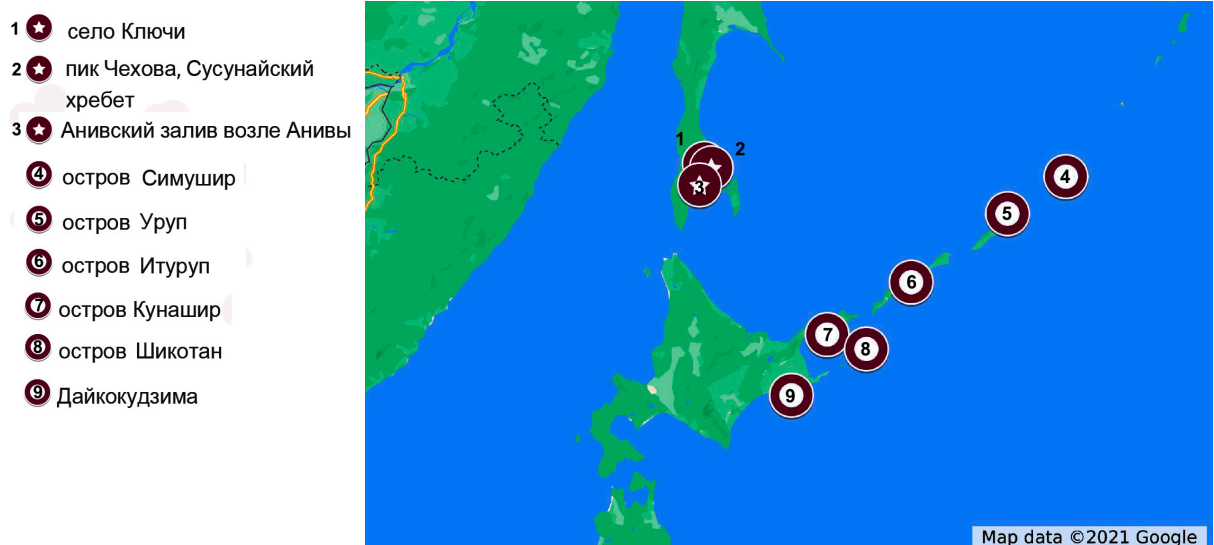 1 село Ключи
2 пик Чехова, Сусунайский
хребет
3 Анивский залив возле Анивы
4 остров Симушир
5 остров Уруп
6 остров Итуруп
7 остров Кунашир
8 остров Шикотан
9 Дайкокудзима
1
2
3
4
5
6
7
8
9
Map data ©2021 Google